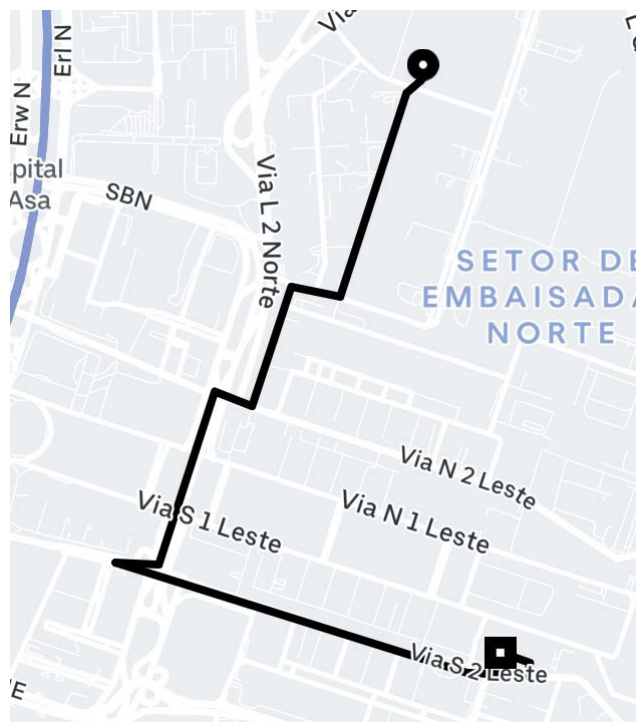 Via
Erl N
Erw N
pital
Asa
SBN
Via L 2 Norte
SETOR DE
EMBAISADA
NORTE
Via N 2 Leste
Via N 1 Leste
Via S 1 Leste
Via S 2 Leste
E